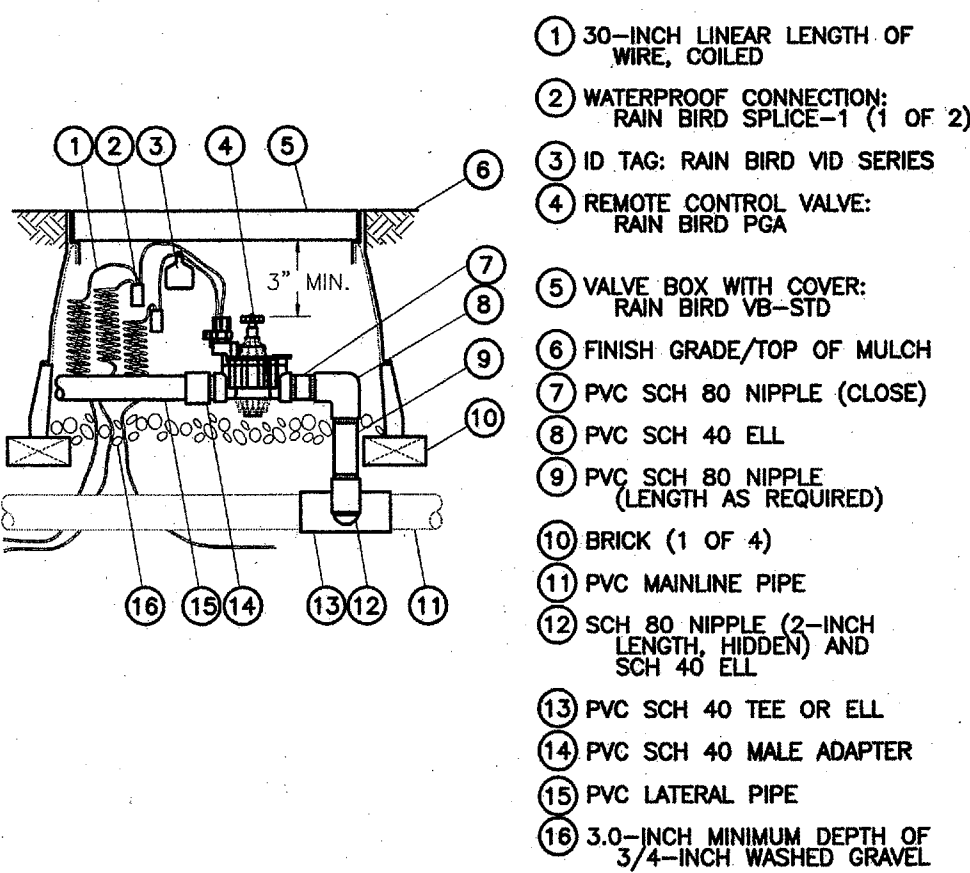 1 2 3 4 5
6
3" MIN.
7
8
9
10
16 15 14 13 12 11
1 30-INCH LINEAR LENGTH OF
WIRE, COILED
2 WATERPROOF CONNECTION:
RAIN BIRD SPLICE-1 (1 OF 2)
3 ID TAG: RAIN BIRD VID SERIES
4 REMOTE CONTROL VALVE:
RAIN BIRD PGA
5 VALVE BOX WITH COVER:
RAIN BIRD VB-STD
6 FINISH GRADE/TOP OF MULCH
7 PVC SCH 80 NIPPLE (CLOSE)
8 PVC SCH 40 ELL
9 PVC SCH 80 NIPPLE
(LENGTH AS REQUIRED)
10 BRICK (1 OF 4)
11 PVC MAINLINE PIPE
12 SCH 80 NIPPLE (2-INCH
LENGTH, HIDDEN) AND
SCH 40 ELL
13 PVC SCH 40 TEE OR ELL
14 PVC SCH 40 MALE ADAPTER
15 PVC LATERAL PIPE
16 3.0-INCH MINIMUM DEPTH OF
3/4-INCH WASHED GRAVEL